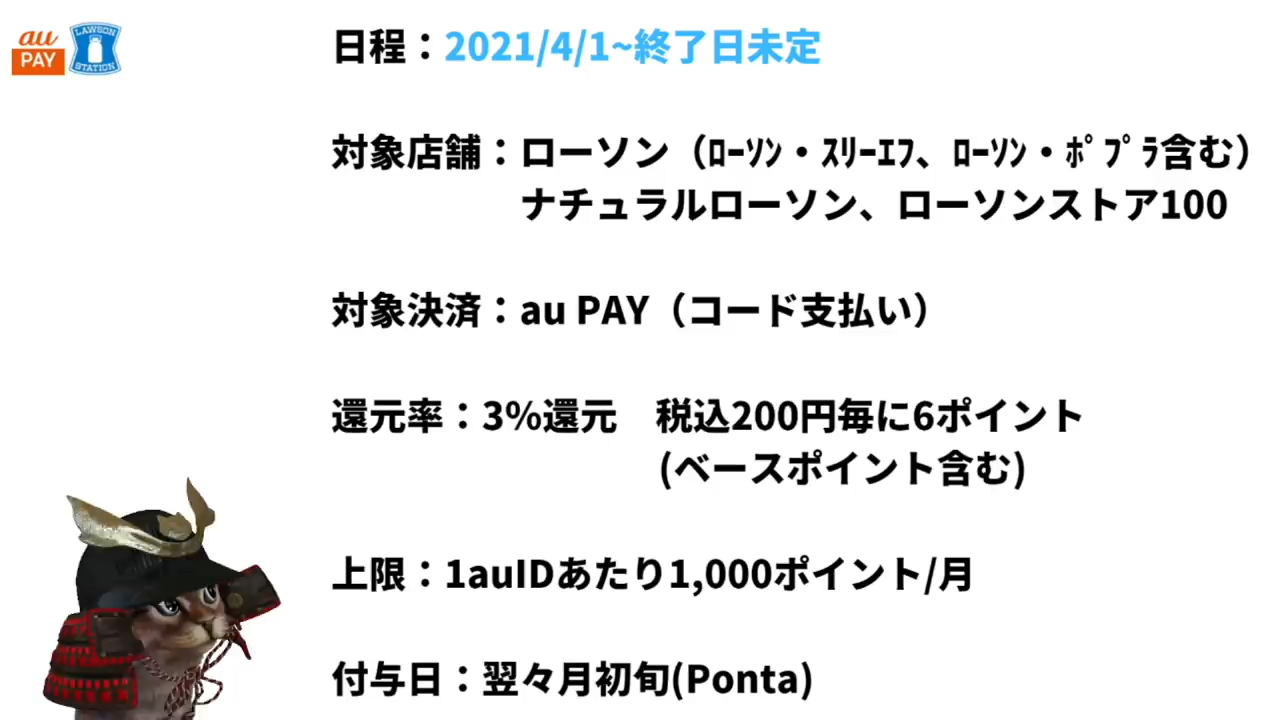 au
PAY
LAWSON
STATION
日程：2021/4/1~終了日未定
対象店舗：ローソン（ﾛｰｿﾝ・ｽﾘｰｴﾌ、ﾛｰｿﾝ・ﾎﾟﾌﾟﾗ含む）
ナチュラルローソン、ローソンストア100
対象決済：au PAY（コード支払い）
還元率：3%還元　税込200円毎に6ポイント
(ベースポイント含む)
上限：1auIDあたり1,000ポイント/月
付与日：翌々月初旬(Ponta)